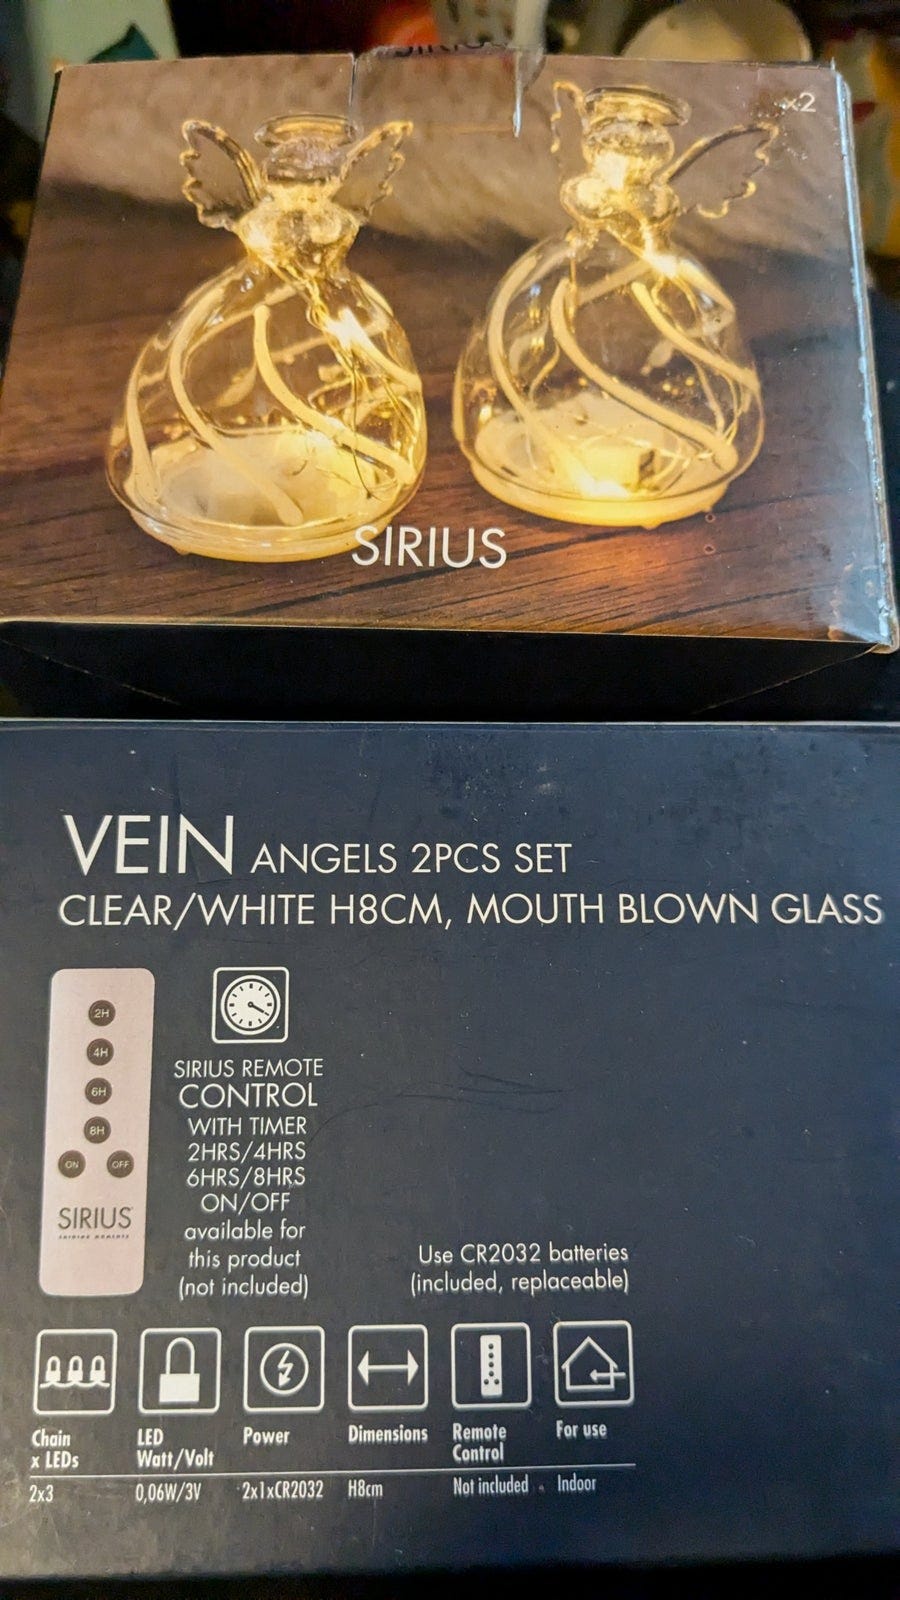 SIRIUS
x2
SIRIUS
VEIN ANGELS 2PCS SET
CLEAR/WHITE H8CM, MOUTH BLOWN GLASS
2H
4H
6H
8H
ON OFF
SIRIUS
SIRIUS REMOTE
CONTROL
WITH TIMER
2HRS/4HRS
6HRS/8HRS
ON/OFF
available for
this product
(not included)
Use CR2032 batteries
(included, replaceable)
Chain
x LEDs
2x3
LED
Watt/Volt
0,06W/3V
Power
2x1xCR2032
Dimensions
H8cm
Remote
Control
Not included
For use
Indoor